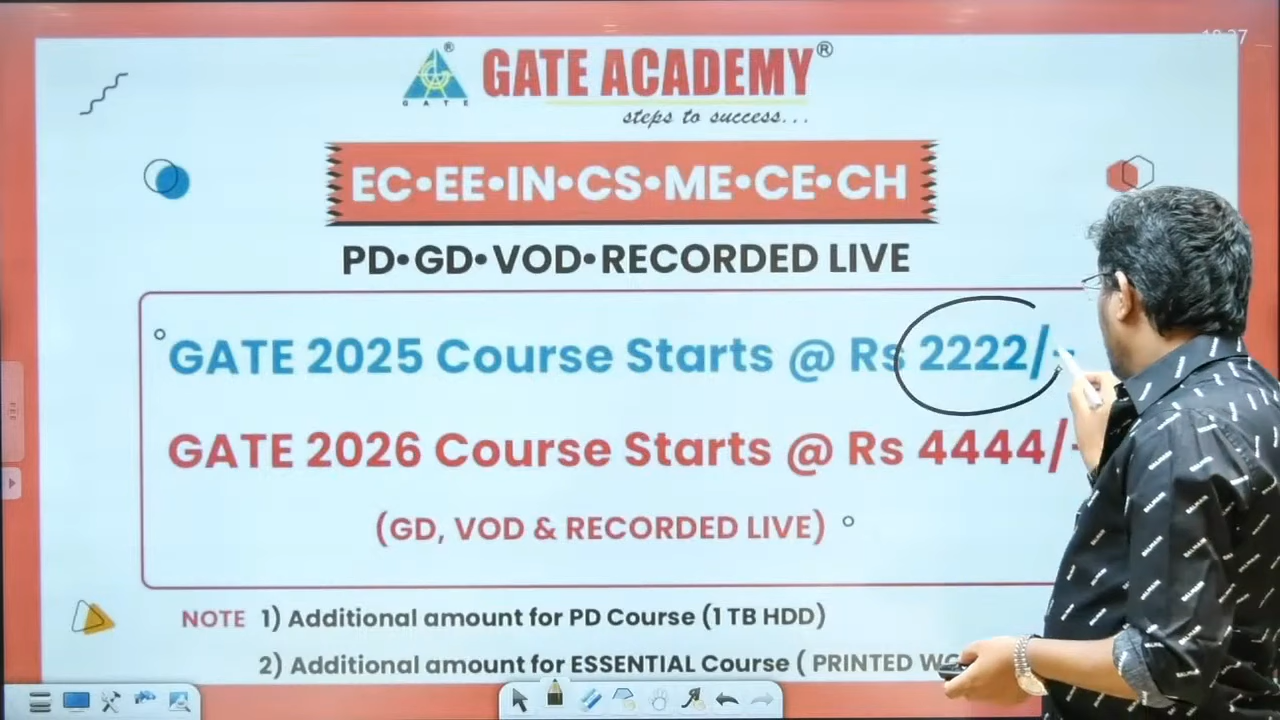 GATE ACADEMY®
®
GATE
steps to success...
EC•EE•IN•CS•ME•CE•CH
PD•GD•VOD•RECORDED LIVE
GATE 2025 Course Starts @ Rs 2222/-
GATE 2026 Course Starts @ Rs 4444/-
(GD, VOD & RECORDED LIVE)
NOTE 1) Additional amount for PD Course (1 TB HDD)
2) Additional amount for ESSENTIAL Course ( PRINTED
BALMAIN